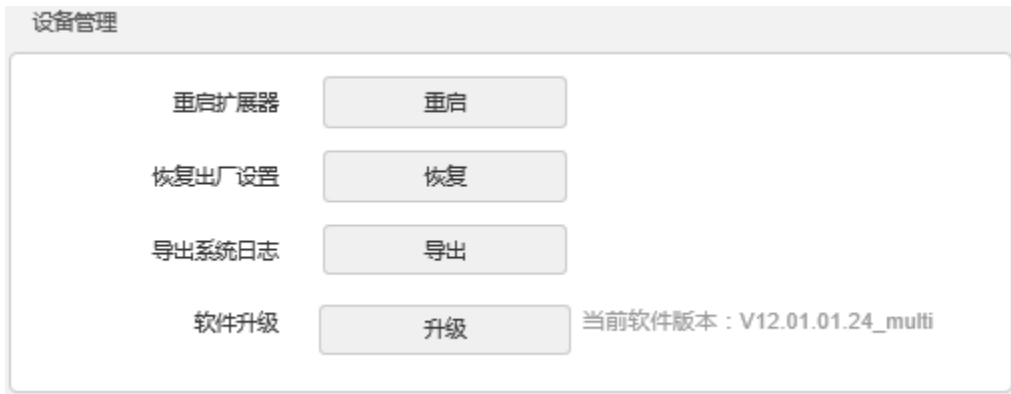 设备管理
重启扩展器 重启
恢复出厂设置 恢复
导出系统日志 导出
软件升级 升级 当前软件版本：V12.01.01.24_multi